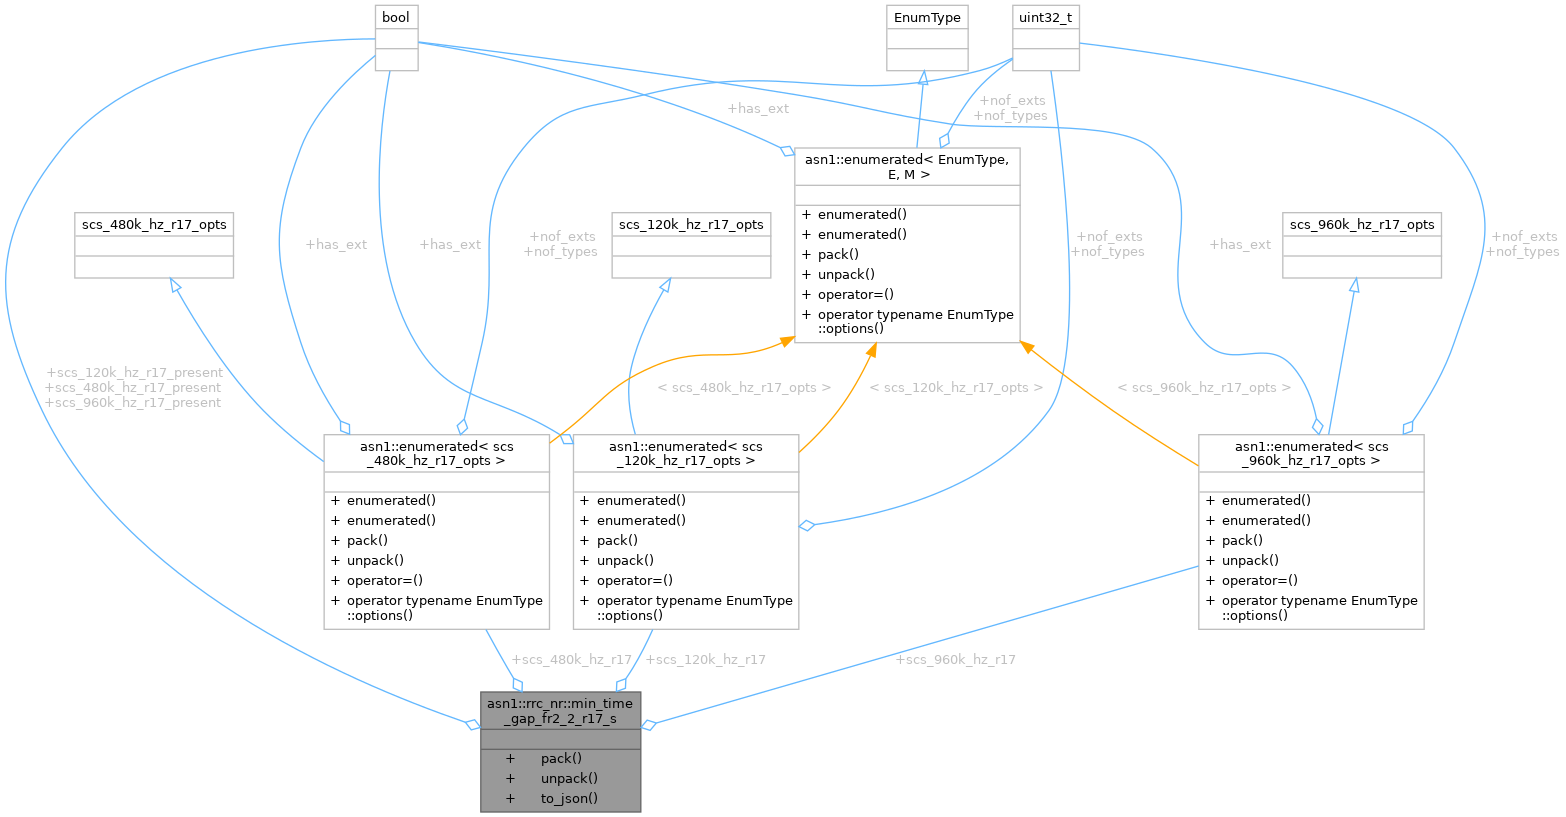 bool
EnumType
uint32_t
+has_ext
+nof_exts
+nof_types
asn1::enumerated< EnumType,
E, M >
+ enumerated()
+ enumerated()
+ pack()
+ unpack()
+ operator=()
+ operator typename EnumType
::options()
scs_480k_hz_r17_opts
scs_120k_hz_r17_opts
scs_960k_hz_r17_opts
+has_ext
+has_ext
+nof_exts
+nof_types
+nof_exts
+nof_types
+has_ext
+nof_exts
+nof_types
+scs_120k_hz_r17_present
+scs_480k_hz_r17_present
+scs_960k_hz_r17_present
< scs_480k_hz_r17_opts >
< scs_120k_hz_r17_opts >
< scs_960k_hz_r17_opts >
asn1::enumerated< scs
_480k_hz_r17_opts >
+ enumerated()
+ enumerated()
+ pack()
+ unpack()
+ operator=()
+ operator typename EnumType
::options()
asn1::enumerated< scs
_120k_hz_r17_opts >
+ enumerated()
+ enumerated()
+ pack()
+ unpack()
+ operator=()
+ operator typename EnumType
::options()
asn1::enumerated< scs
_960k_hz_r17_opts >
+ enumerated()
+ enumerated()
+ pack()
+ unpack()
+ operator=()
+ operator typename EnumType
::options()
+scs_480k_hz_r17
+scs_120k_hz_r17
+scs_960k_hz_r17
asn1::rrc_nr::min_time
_gap_fr2_2_r17_s
+ pack()
+ unpack()
+ to_json()